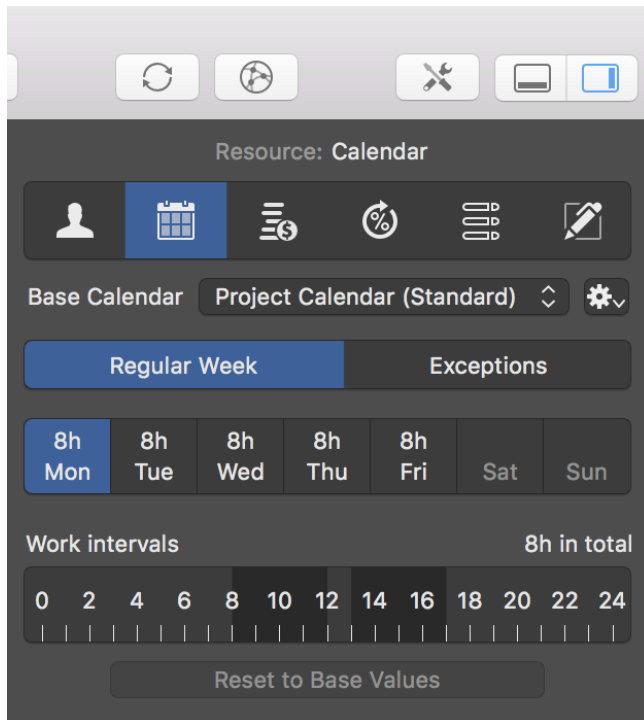 Resource: Calendar
Base Calendar Project Calendar (Standard)
Regular Week Exceptions
8h 8h 8h 8h 8h
Mon Tue Wed Thu Fri Sat Sun
Work intervals 8h in total
0 2 4 6 8 10 12 14 16 18 20 22 24
Reset to Base Values